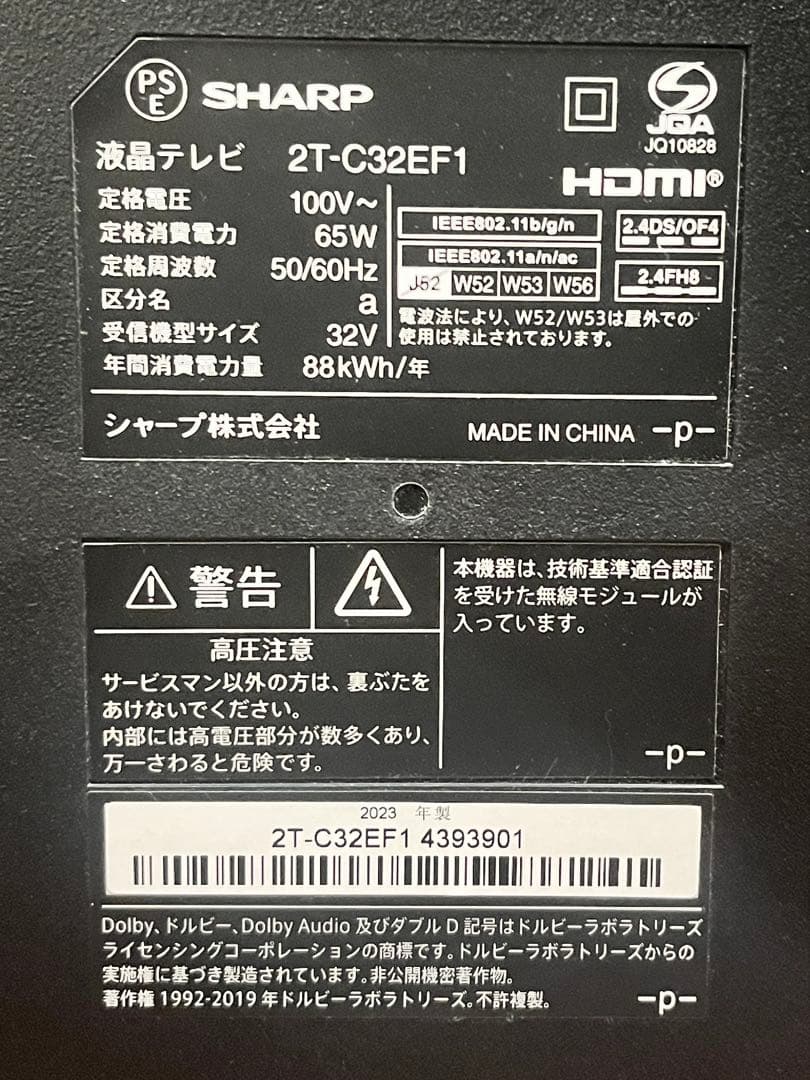 PSE SHARP
JQA
JQ10828
液晶テレビ 2T-C32EF1
HDMI®
定格電圧 100V~
定格消費電力 65W
定格周波数 50/60Hz
区分名 a
受信機型サイズ 32V
年間消費電力量 88kWh/年
IEEE802.11b/g/n
2.4DS/OF4
IEEE802.11a/n/ac
J52 W52 W53 W56
2.4FH8
電波法により、W52/W53は屋外での
使用は禁止されております。
シャープ株式会社 MADE IN CHINA -p-
警告
高圧注意
サービスマン以外の方は、裏ぶたを
あけないでください。
内部には高電圧部分が数多くあり、
万一さわると危険です。
本機器は、技術基準適合認証
を受けた無線モジュールが
入っています。
-p-
2023 年製
2T-C32EF1 4393901
Dolby、ドルビー、Dolby Audio 及びダブル D 記号はドルビーラボラトリーズ
ライセンシングコーポレーションの商標です。ドルビーラボラトリーズからの
実施権に基づき製造されています。非公開機密著作物。
著作権 1992-2019 年ドルビーラボラトリーズ。不許複製。 -p-